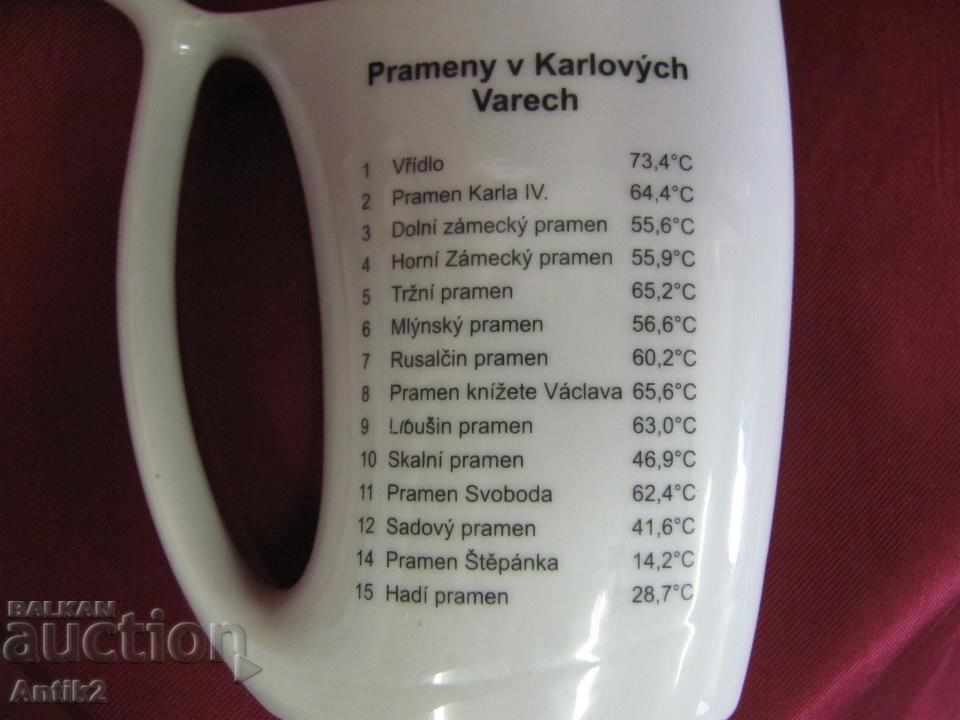 Prameny v Karlových
Varech
1 Vřídlo 73,4°C
2 Pramen Karla IV. 64,4°C
3 Dolní zámecký pramen 55,6°C
4 Horní Zámecký pramen 55,9°C
5 Tržní pramen 65,2°C
6 Mlýnský pramen 56,6°C
7 Rusalčin pramen 60,2°C
8 Pramen knížete Václava 65,6°C
9 Libušin pramen 63,0°C
10 Skalní pramen 46,9°C
11 Pramen Svoboda 62,4°C
12 Sadový pramen 41,6°C
14 Pramen Štěpánka 14,2°C
15 Hadí pramen 28,7°C
BALKAN
auction
Antik2